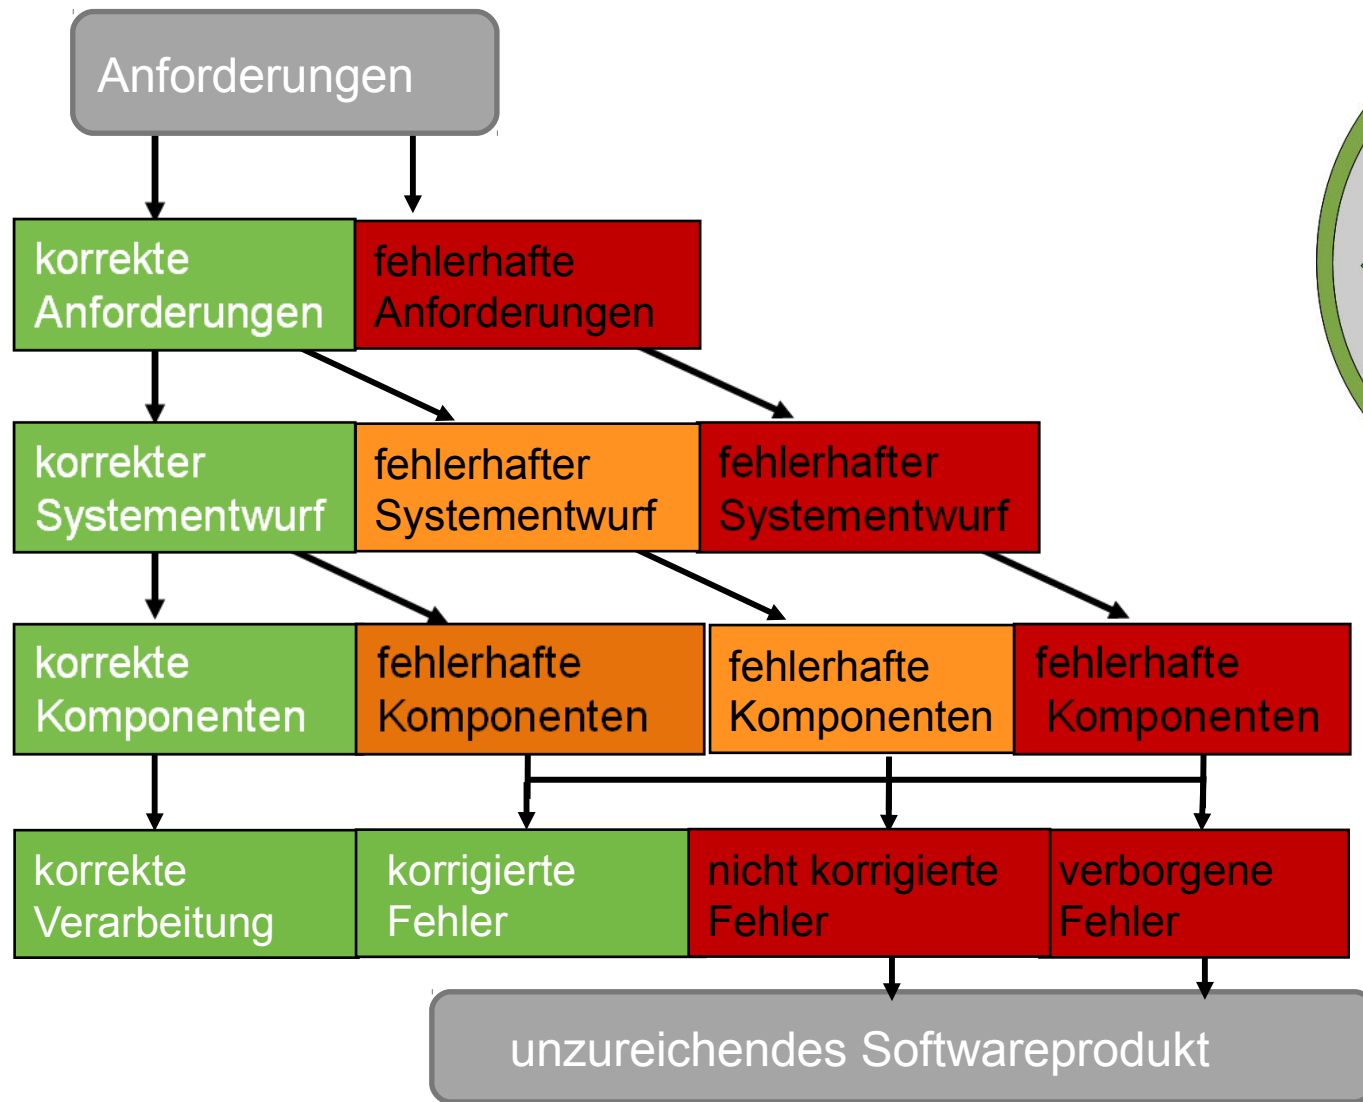 Anforderungen
korrekte
Anforderungen
fehlerhafte
Anforderungen
korrekter
Systementwurf
fehlerhafter
Systementwurf
fehlerhafter
Systementwurf
korrekte
Komponenten
fehlerhafte
Komponenten
fehlerhafte
Komponenten
fehlerhafte
Komponenten
korrekte
Verarbeitung
korrigierte
Fehler
nicht korrigierte
Fehler
verborgene
Fehler
unzureichendes Softwareprodukt